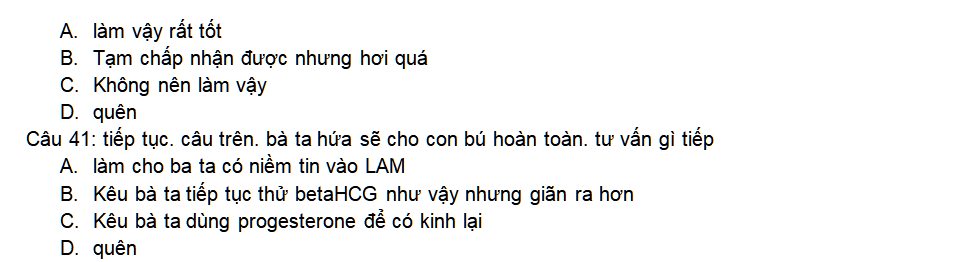 A. làm vậy rất tốt
B. Tạm chấp nhận được nhưng hơi quá
C. Không nên làm vậy
D. quên
Câu 41: tiếp tục. câu trên. bà ta hứa sẽ cho con bú hoàn toàn. tư vấn gì tiếp
A. làm cho ba ta có niềm tin vào LAM
B. Kêu bà ta tiếp tục thử betaHCG như vậy nhưng giãn ra hơn
C. Kêu bà ta dùng progesterone để có kinh lại
D. quên